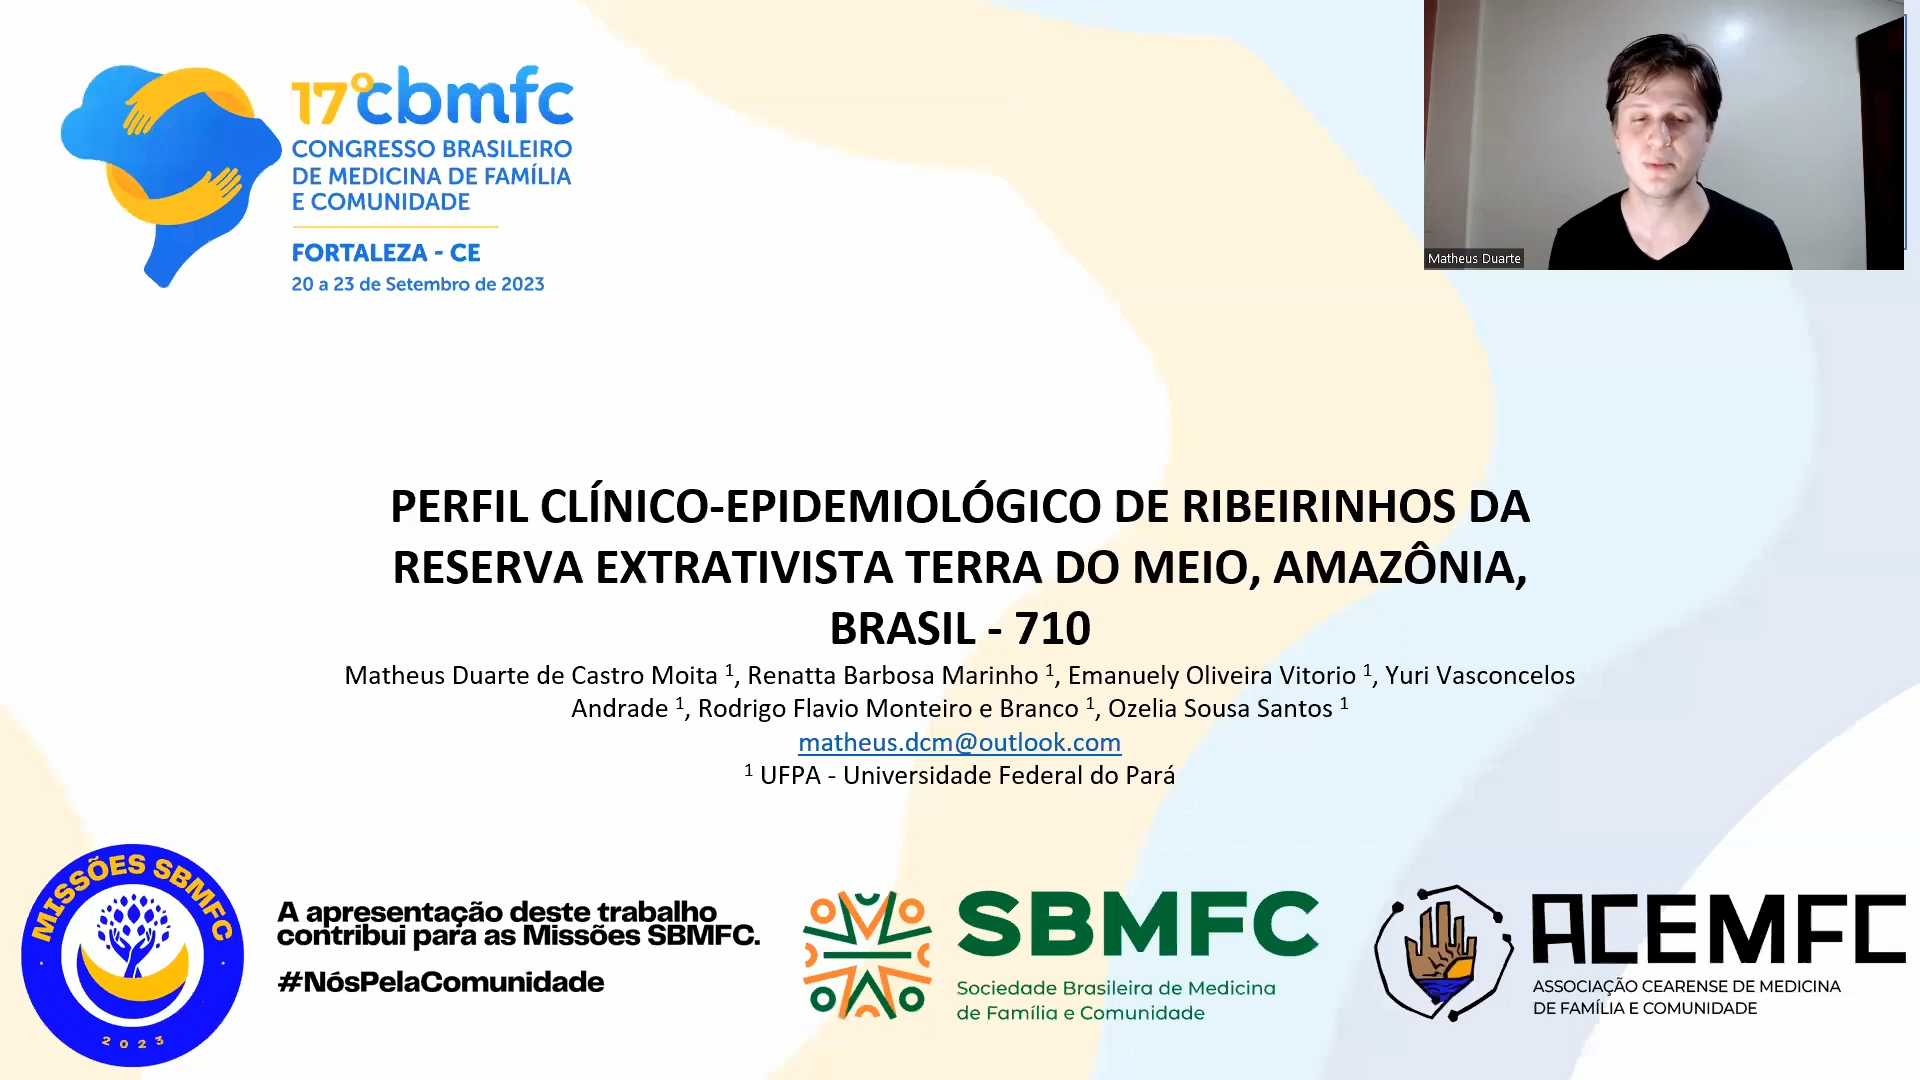 17º cbmfc
CONGRESSO BRASILEIRO
DE MEDICINA DE FAMÍLIA
E COMUNIDADE
FORTALEZA - CE
20 a 23 de Setembro de 2023
Matheus Duarte
PERFIL CLÍNICO-EPIDEMIOLÓGICO DE RIBEIRINHOS DA
RESERVA EXTRATIVISTA TERRA DO MEIO, AMAZÔNIA,
BRASIL - 710
Matheus Duarte de Castro Moita ¹, Renatta Barbosa Marinho ¹, Emanuely Oliveira Vitorio ¹, Yuri Vasconcelos
Andrade ¹, Rodrigo Flavio Monteiro e Branco ¹, Ozelia Sousa Santos ¹
matheus.dcm@outlook.com
¹ UFPA - Universidade Federal do Pará
MISSÕES SBMFC
2023
A apresentação deste trabalho
contribui para as Missões SBMFC.
#NósPelaComunidade
SBMFC
Sociedade Brasileira de Medicina
de Família e Comunidade
ACEMFC
ASSOCIAÇÃO CEARENSE DE MEDICINA
DE FAMÍLIA E COMUNIDADE